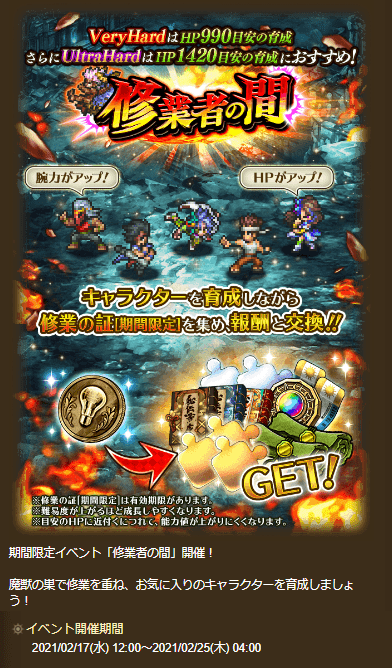 VeryHardはHP990目安の育成
さらにUltraHardはHP1420目安の育成におすすめ!
修業者の間
腕力がアップ!
HPがアップ!
キャラクターを育成しながら
修業の証[期間限定]を集め、報酬と交換!!
GET!
※修業の証[期間限定]は有効期限があります。
※難易度が上がるほど成長しやすくなります。
※目安のHPに近付くにつれて、能力値が上がりにくくなります。
期間限定イベント「修業者の間」開催！
魔獣の巣で修業を重ね、お気に入りのキャラクターを育成しましょ
う！
イベント開催期間
2021/02/17(水) 12:00～2021/02/25(木) 04:00